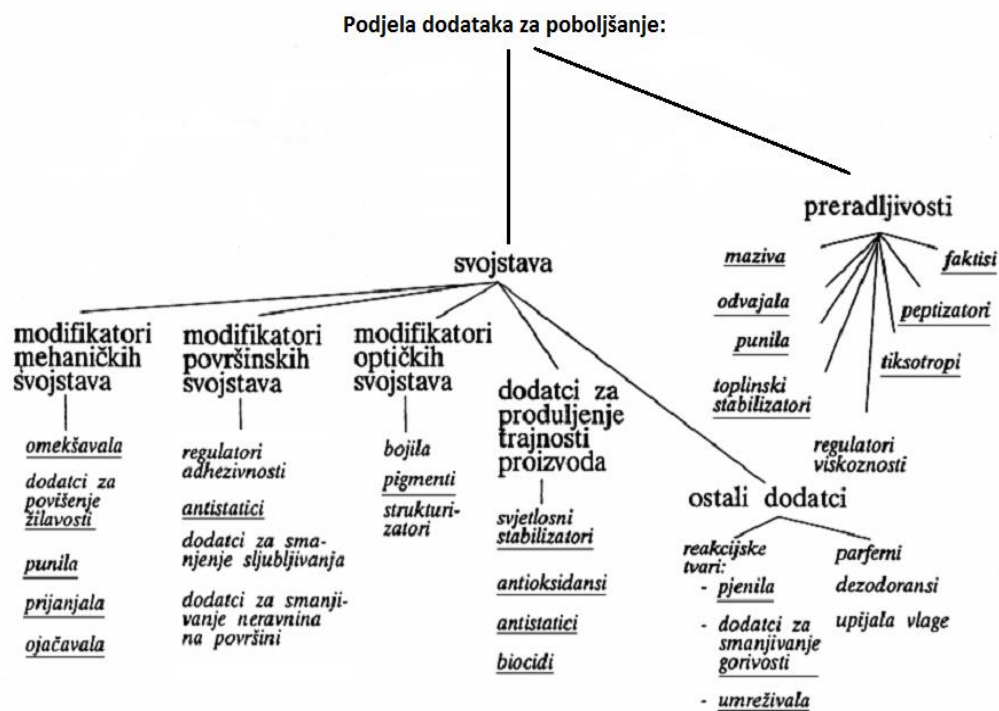 Podjela dodataka za poboljšanje:
preradljivosti
maziva
odvajala
punila
toplinski
stabilizatori
regulatori
viskoznosti
tiksotropi
peptizatori
faktisi
svojstava
modifikatori
mehaničkih
svojstava
omekšavala
dodatci za
povišenje
žilavosti
punila
prijanjala
ojačavala
modifikatori
površinskih
svojstava
regulatori
adhezivnosti
antistatici
dodatci za sma-
njenje sljubljivanja
dodatci za smanji-
vanje neravnina
na površini
modifikatori
optičkih
svojstava
bojila
pigmenti
strukturi-
zatori
dodatci za
produljenje
trajnosti
proizvoda
svjetlosni
stabilizatori
antioksidansi
antistatici
biocidi
ostali dodatci
reakcijske
tvari:
- pjenila
- dodatci za
smanjivanje
gorivosti
- umreživala
parfemi
dezodoransi
upijala vlage